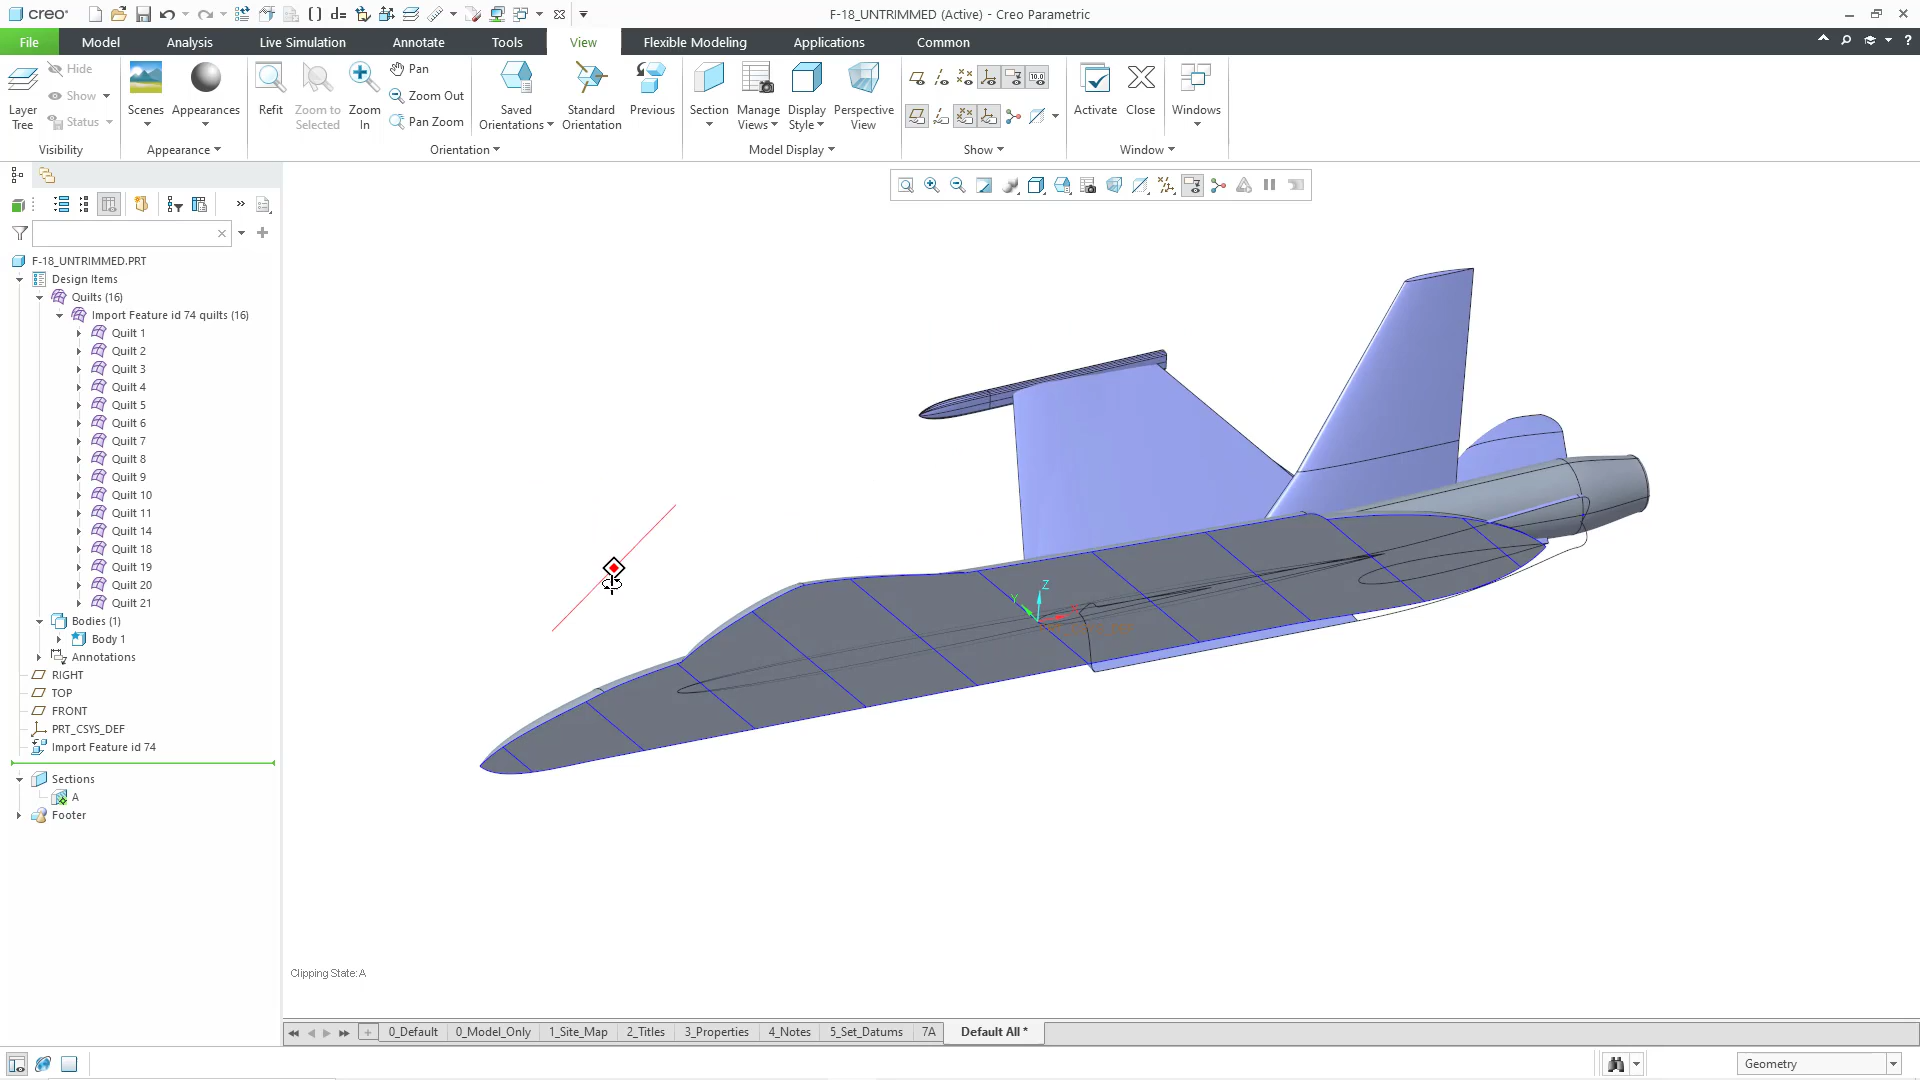 creo
F-18_UNTRIMMED (Active) - Creo Parametric
File
Model
Analysis
Live Simulation
Annotate
Tools
View
Flexible Modeling
Applications
Common
Layer Tree
Hide
Show
Status
Visibility
Scenes
Appearances
Appearance
Refit
Zoom to Selected
Zoom In
Pan
Zoom Out
Pan Zoom
Saved Orientations
Standard Orientation
Previous
Orientation
Section
Manage Views
Display Style
Perspective View
Model Display
10.0
Show
Activate
Close
Windows
Window
F-18_UNTRIMMED.PRT
Design Items
Quilts (16)
Import Feature id 74 quilts (16)
Quilt 1
Quilt 2
Quilt 3
Quilt 4
Quilt 5
Quilt 6
Quilt 7
Quilt 8
Quilt 9
Quilt 10
Quilt 11
Quilt 14
Quilt 18
Quilt 19
Quilt 20
Quilt 21
Bodies (1)
Body 1
Annotations
RIGHT
TOP
FRONT
PRT_CSYS_DEF
Import Feature id 74
Sections
A
Footer
Z
Y
Clipping State: A
0_Default
0_Model_Only
1_Site_Map
2_Titles
3_Properties
4_Notes
5_Set_Datums
7A
Default All *
Geometry